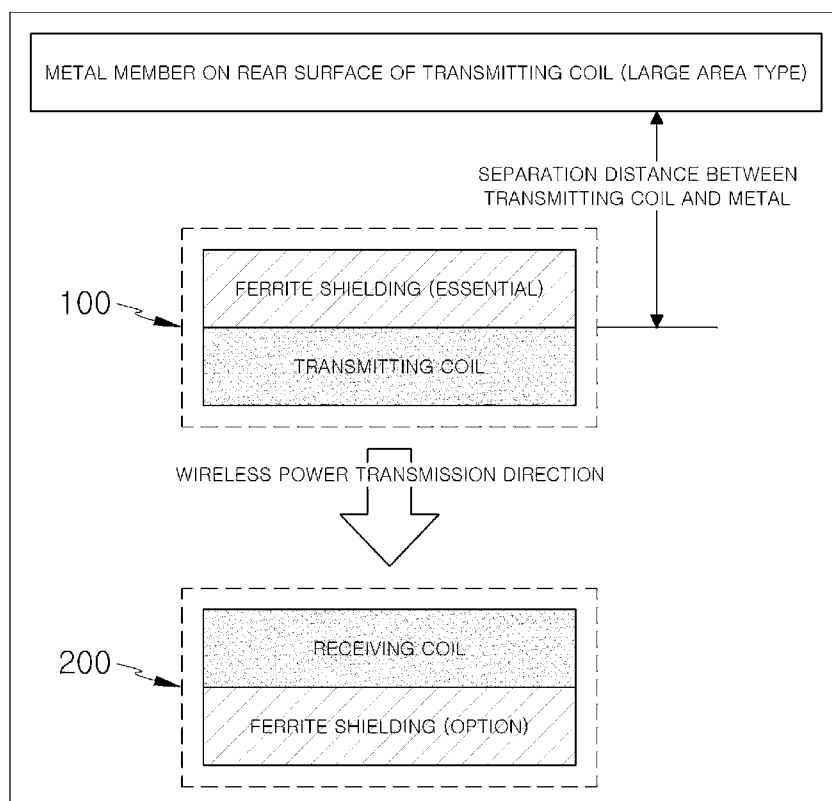 METAL MEMBER ON REAR SURFACE OF TRANSMITTING COIL (LARGE AREA TYPE)
SEPARATION DISTANCE BETWEEN
TRANSMITTING COIL AND METAL
100
FERRITE SHIELDING (ESSENTIAL)
TRANSMITTING COIL
WIRELESS POWER TRANSMISSION DIRECTION
200
RECEIVING COIL
FERRITE SHIELDING (OPTION)